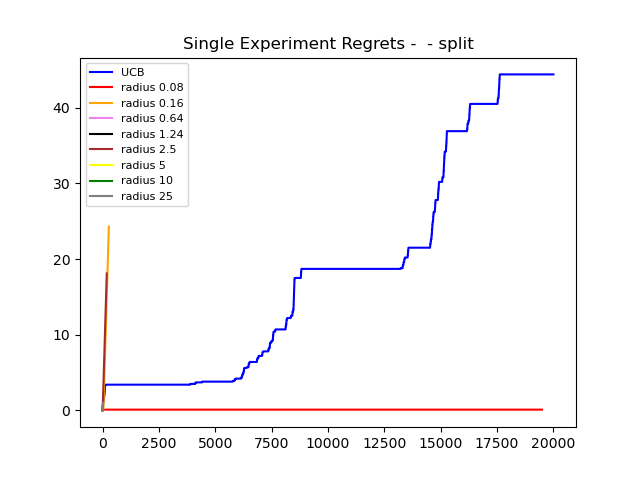 Single Experiment Regrets -  - split
UCB
radius 0.08
radius 0.16
radius 0.64
radius 1.24
radius 2.5
radius 5
radius 10
radius 25
40
30
20
10
0
0 2500 5000 7500 10000 12500 15000 17500 20000